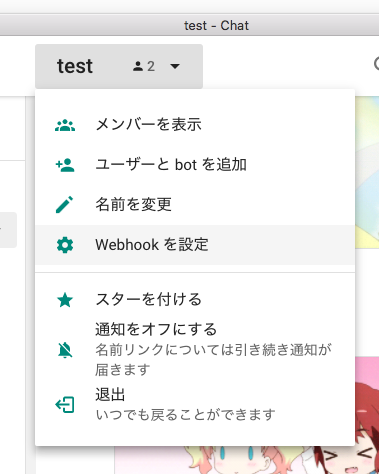 test - Chat
test 2
メンバーを表示
ユーザーと bot を追加
名前を変更
Webhook を設定
スターを付ける
通知をオフにする
名前リンクについては引き続き通知が
届きます
退出
いつでも戻ることができます